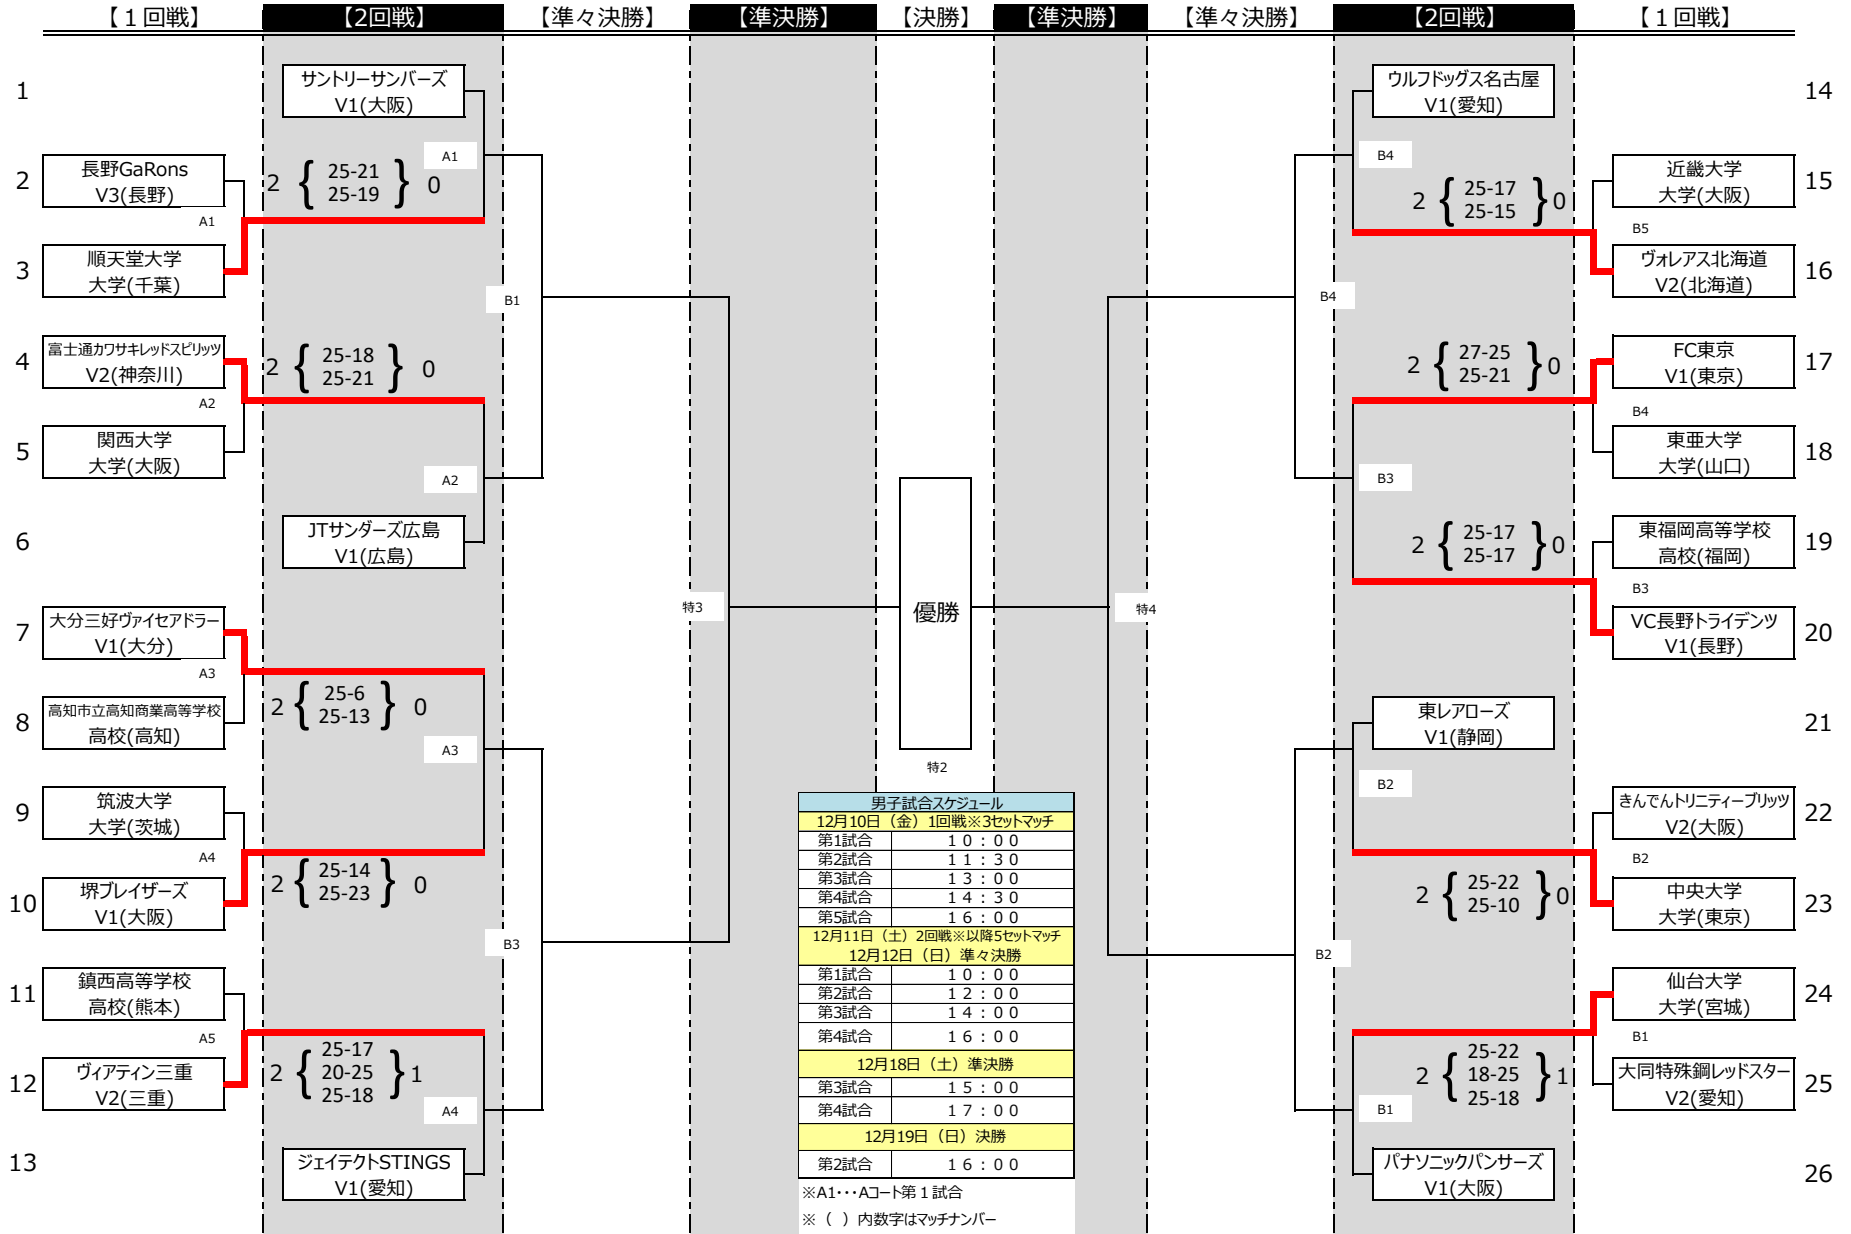 【１回戦】 【2回戦】 【準々決勝】 【準決勝】 【決勝】 【準決勝】 【準々決勝】 【2回戦】 【１回戦】
1
サントリーサンバーズ
V1(大阪)
A1
2
長野GaRons
V3(長野)
A1
2 { 25-21 } 0
25-19
3
順天堂大学
大学(千葉)
B1
4
富士通カワサキレッドスピリッツ
V2(神奈川)
A2
2 { 25-18 } 0
25-21
5
関西大学
大学(大阪)
A2
6
JTサンダーズ広島
V1(広島)
特3
7
大分三好ヴァイセアドラー
V1(大分)
A3
8
高知市立高知商業高等学校
高校(高知)
2 { 25-6 } 0
25-13
A3
9
筑波大学
大学(茨城)
A4
10
堺ブレイザーズ
V1(大阪)
2 { 25-14 } 0
25-23
B3
11
鎮西高等学校
高校(熊本)
A5
12
ヴィアティン三重
V2(三重)
25-17
2 { 20-25 } 1
25-18
A4
13
ジェイテクトSTINGS
V1(愛知)
優勝
特2
男子試合スケジュール
12月10日（金）1回戦※3セットマッチ
第1試合 １０：００
第2試合 １１：３０
第3試合 １３：００
第4試合 １４：３０
第5試合 １６：００
12月11日（土）2回戦※以降5セットマッチ
12月12日（日）準々決勝
第1試合 １０：００
第2試合 １２：００
第3試合 １４：００
第4試合 １６：００
12月18日（土）準決勝
第3試合 １５：００
第4試合 １７：００
12月19日（日）決勝
第2試合 １６：００
※A1･･･Aコート第１試合
※（ ）内数字はマッチナンバー
14
ウルフドッグス名古屋
V1(愛知)
B4
15
近畿大学
大学(大阪)
2 { 25-17 } 0
25-15
B5
16
ヴォレアス北海道
V2(北海道)
B4
17
FC東京
V1(東京)
2 { 27-25 } 0
25-21
B4
18
東亜大学
大学(山口)
B3
19
東福岡高等学校
高校(福岡)
2 { 25-17 } 0
25-17
B3
特4
20
VC長野トライデンツ
V1(長野)
21
東レアローズ
V1(静岡)
B2
22
きんでんトリニティーブリッツ
V2(大阪)
B2
23
中央大学
大学(東京)
2 { 25-22 } 0
25-10
B2
24
仙台大学
大学(宮城)
B1
25
大同特殊鋼レッドスター
V2(愛知)
25-22
2 { 18-25 } 1
25-18
B1
26
パナソニックパンサーズ
V1(大阪)